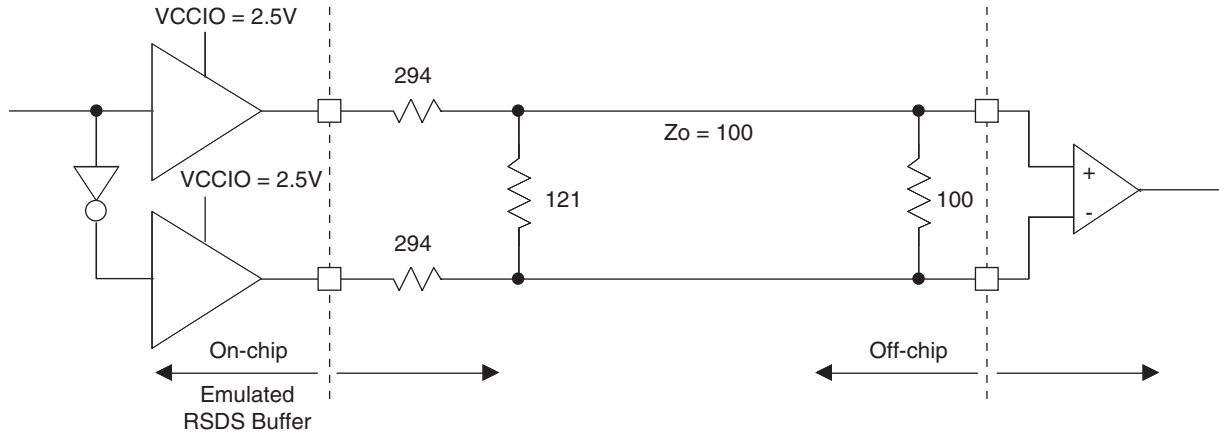 VCCIO = 2.5V
294
Zo = 100
VCCIO = 2.5V
121
100
+
-
294
On-chip
Off-chip
Emulated
RSDS Buffer